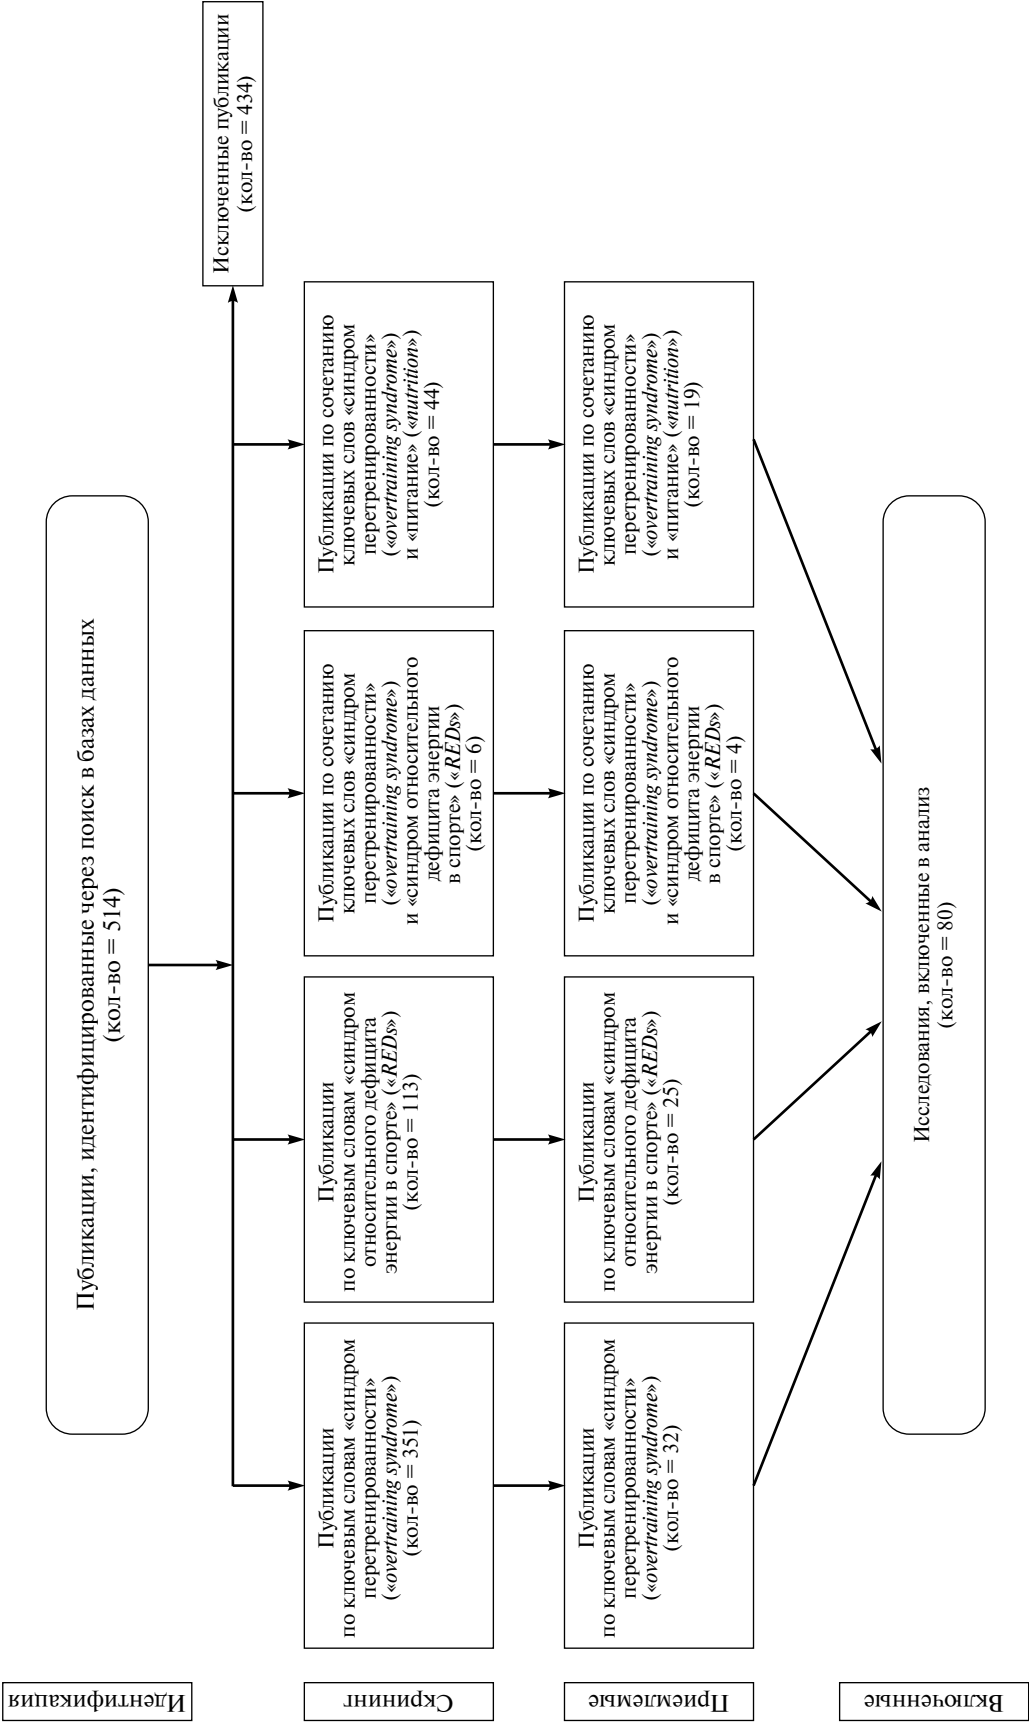 Идентификация
Публикации, идентифицированные через поиск в базах данных
(кол-во = 514)
Исключенные публикации
(кол-во = 434)
Скрининг
Публикации
по ключевым словам «синдром
перетренированности»
(«overtraining syndrome»)
(кол-во = 351)
Публикации
по ключевым словам «синдром
относительного дефицита
энергии в спорте» («REDs»)
(кол-во = 113)
Публикации по сочетанию
ключевых слов «синдром
перетренированности»
(«overtraining syndrome»)
и «синдром относительного
дефицита энергии
в спорте» («REDs»)
(кол-во = 6)
Публикации по сочетанию
ключевых слов «синдром
перетренированности»
(«overtraining syndrome»)
и «питание» («nutrition»)
(кол-во = 44)
Приемлемые
Публикации
по ключевым словам «синдром
перетренированности»
(«overtraining syndrome»)
(кол-во = 32)
Публикации
по ключевым словам «синдром
относительного дефицита
энергии в спорте» («REDs»)
(кол-во = 25)
Публикации по сочетанию
ключевых слов «синдром
перетренированности»
(«overtraining syndrome»)
и «синдром относительного
дефицита энергии
в спорте» («REDs»)
(кол-во = 4)
Публикации по сочетанию
ключевых слов «синдром
перетренированности»
(«overtraining syndrome»)
и «питание» («nutrition»)
(кол-во = 19)
Включенные
Исследования, включенные в анализ
(кол-во = 80)